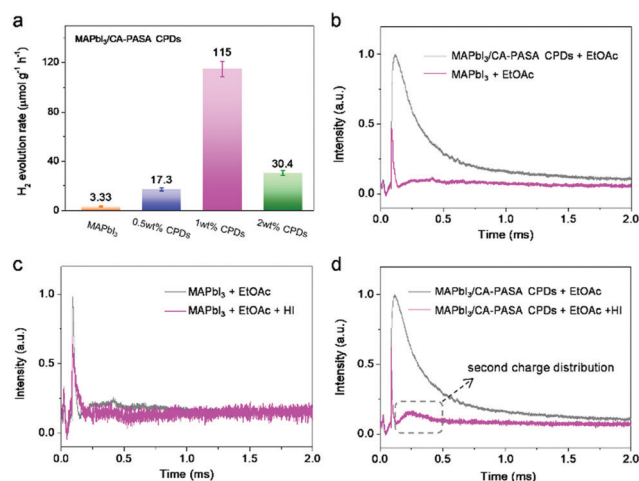 a
MAPbI₃/CA-PASA CPDs
H₂ evolution rate (μmol g⁻¹ h⁻¹)
160
120
80
40
0
3.33
17.3
115
30.4
MAPbI₃
0.5wt% CPDs
1wt% CPDs
2wt% CPDs
b
MAPbI₃/CA-PASA CPDs + EtOAc
MAPbI₃ + EtOAc
Intensity (a.u.)
1.0
0.5
0.0
0.0
0.5
1.0
1.5
2.0
Time (ms)
c
MAPbI₃ + EtOAc
MAPbI₃ + EtOAc + HI
Intensity (a.u.)
1.0
0.5
0.0
0.0
0.5
1.0
1.5
2.0
Time (ms)
d
MAPbI₃/CA-PASA CPDs + EtOAc
MAPbI₃/CA-PASA CPDs + EtOAc +HI
second charge distribution
Intensity (a.u.)
1.0
0.5
0.0
0.0
0.5
1.0
1.5
2.0
Time (ms)